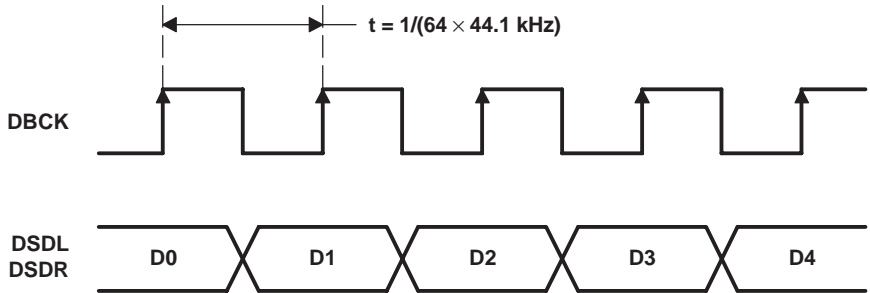 t = 1/(64 × 44.1 kHz)
DBCK
DSDL
DSDR
D0 D1 D2 D3 D4